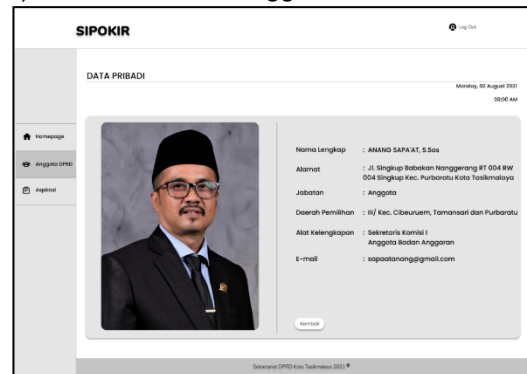 SIPOKIR
Log Out
DATA PRIBADI
Monday, 02 August 2021
09:00 AM
Homepage
Anggota DPRD
Aspirasi
Nama Lengkap : ANANG SAPA'AT, S.Sos
Alamat : Jl. Singkup Babakan Nanggerang RT 004 RW
004 Singkup Kec. Purbaratu Kota Tasikmalaya
Jabatan : Anggota
Daerah Pemilihan : III/ Kec. Cibeuruem, Tamansari dan Purbaratu
Alat Kelengkapan : Sekretaris Komisi I
Anggota Badan Anggaran
E-mail : sapaatanang@gmail.com
Kembali
Sekretariat DPRD Kota Tasikmalaya 2021 ©